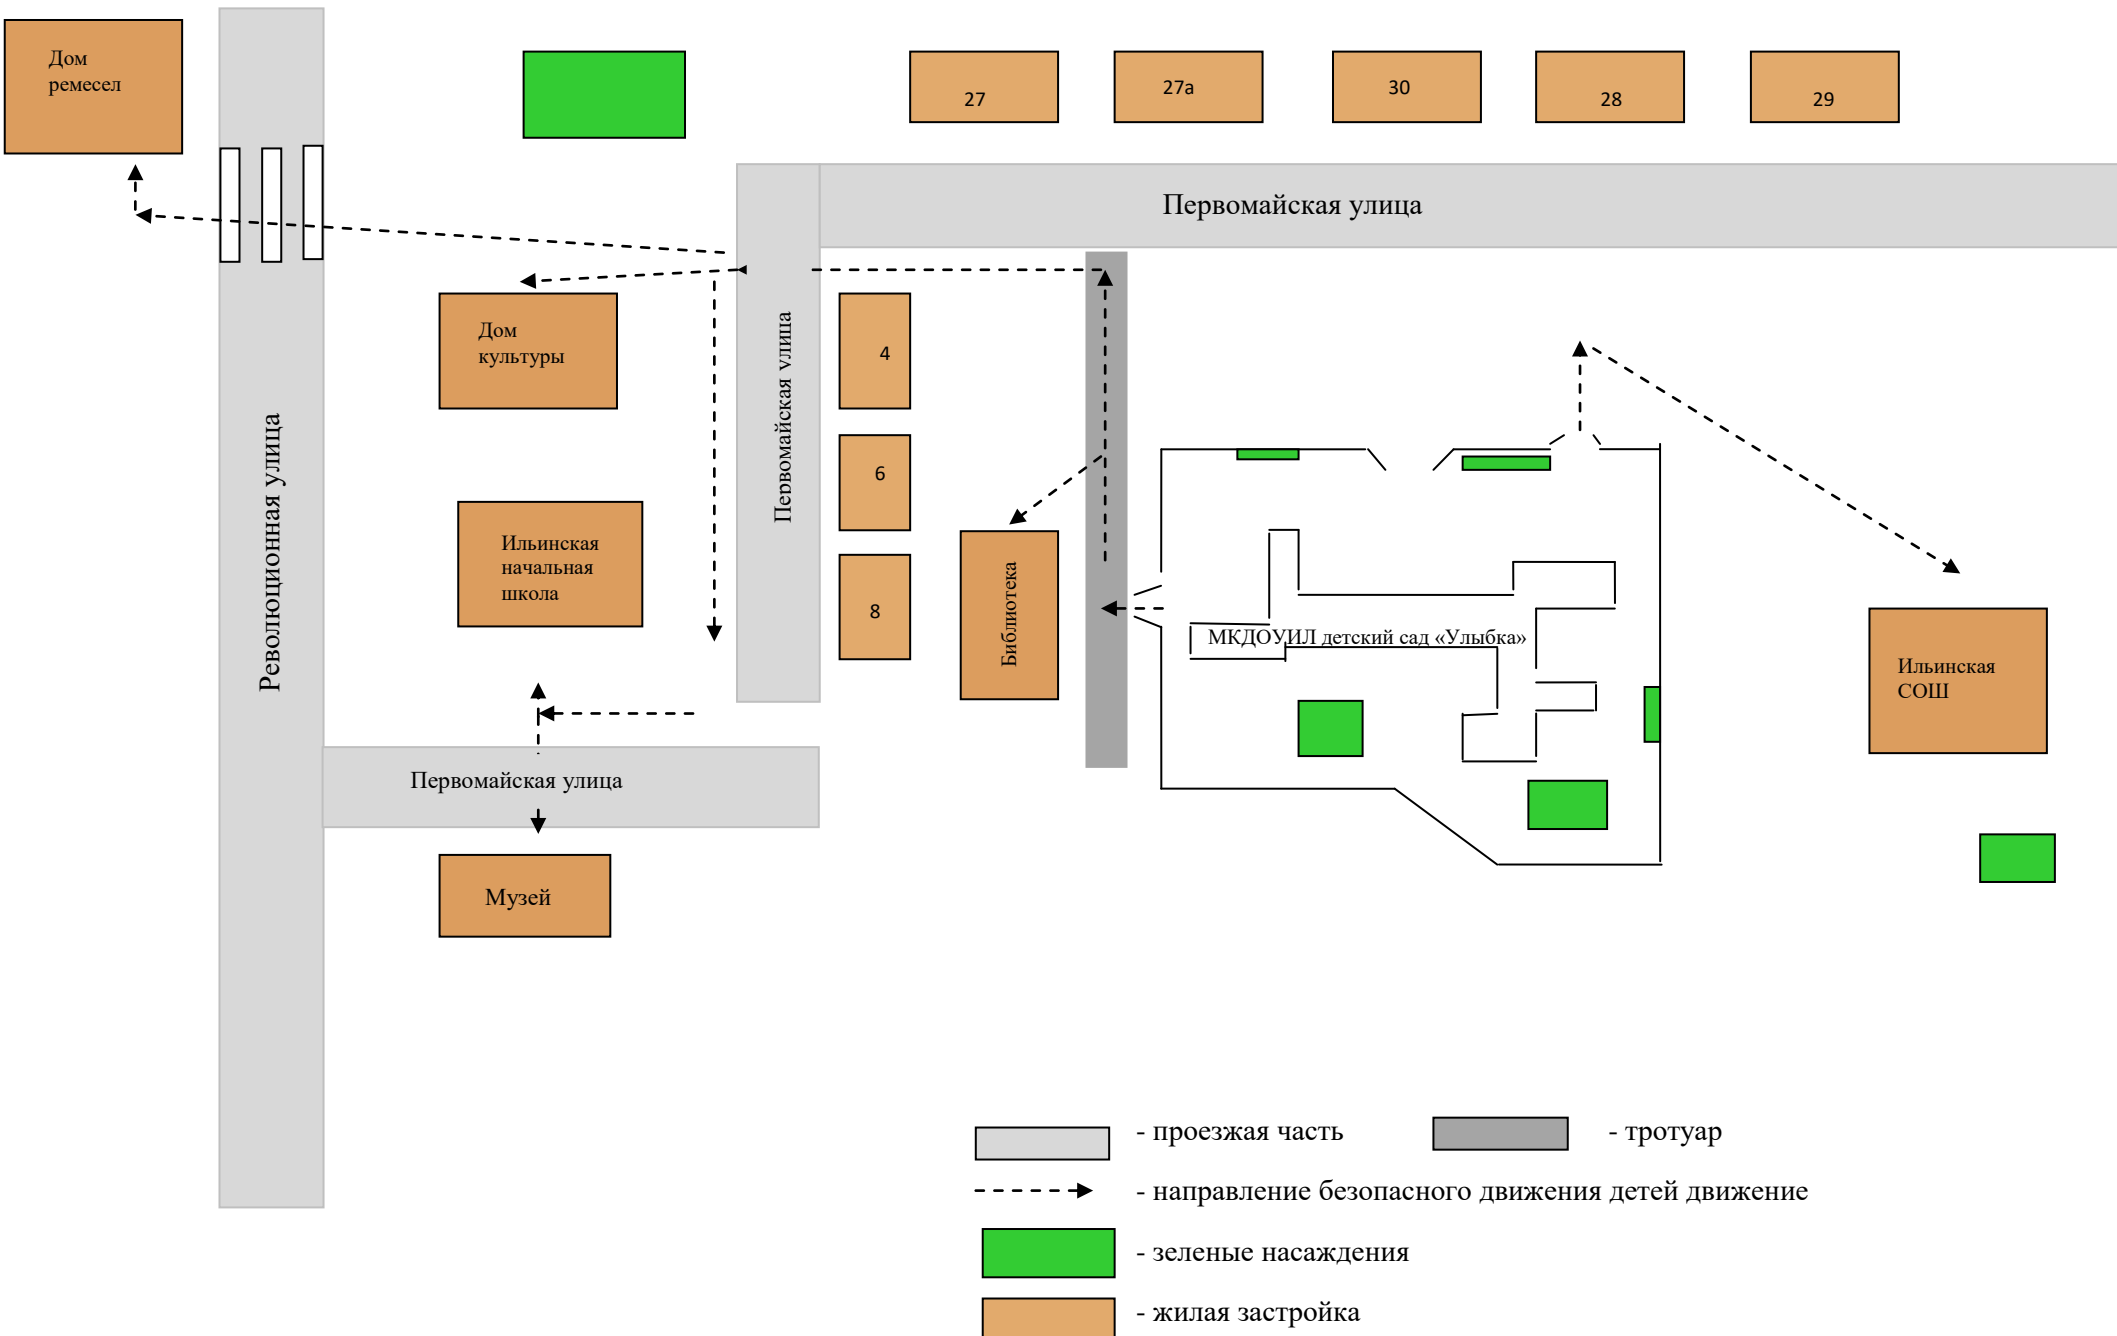 Дом
ремесел
27
27а
30
28
29
Первомайская улица
Дом
культуры
Первомайская улица
4
6
8
Революционная улица
Ильинская
начальная
школа
Библиотека
МКДОУИЛ детский сад «Улыбка»
Ильинская
СОШ
Первомайская улица
Музей
- проезжая часть
- тротуар
- направление безопасного движения детей движение
- зеленые насаждения
- жилая застройка